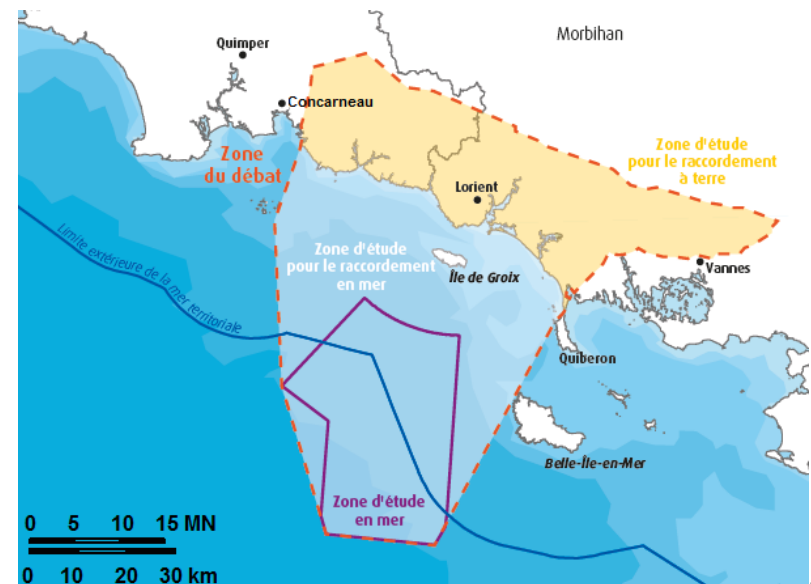 Morbihan
Quimper
Concarneau
Zone
du débat
Zone d'étude
pour le raccordement
à terre
Lorient
Zone d'étude
pour le raccordement
en mer
Île de Groix
Vannes
Limite extérieure de la mer territoriale
Quiberon
Belle-Île-en-Mer
Zone d'étude
en mer
0 5 10 15 MN
0 10 20 30 km